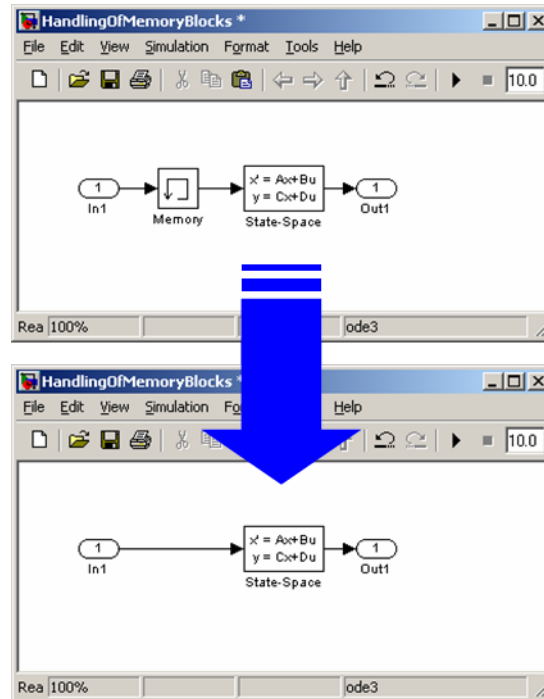 HandlingOfMemoryBlocks *
File Edit View Simulation Format Tools Help
10.0
1
In1
Memory
x' = Ax+Bu
y = Cx+Du
State-Space
1
Out1
Rea 100% ode3
HandlingOfMemoryBlocks
File Edit View Simulation Help
10.0
1
In1
x' = Ax+Bu
y = Cx+Du
State-Space
1
Out1
Rea 100% ode3